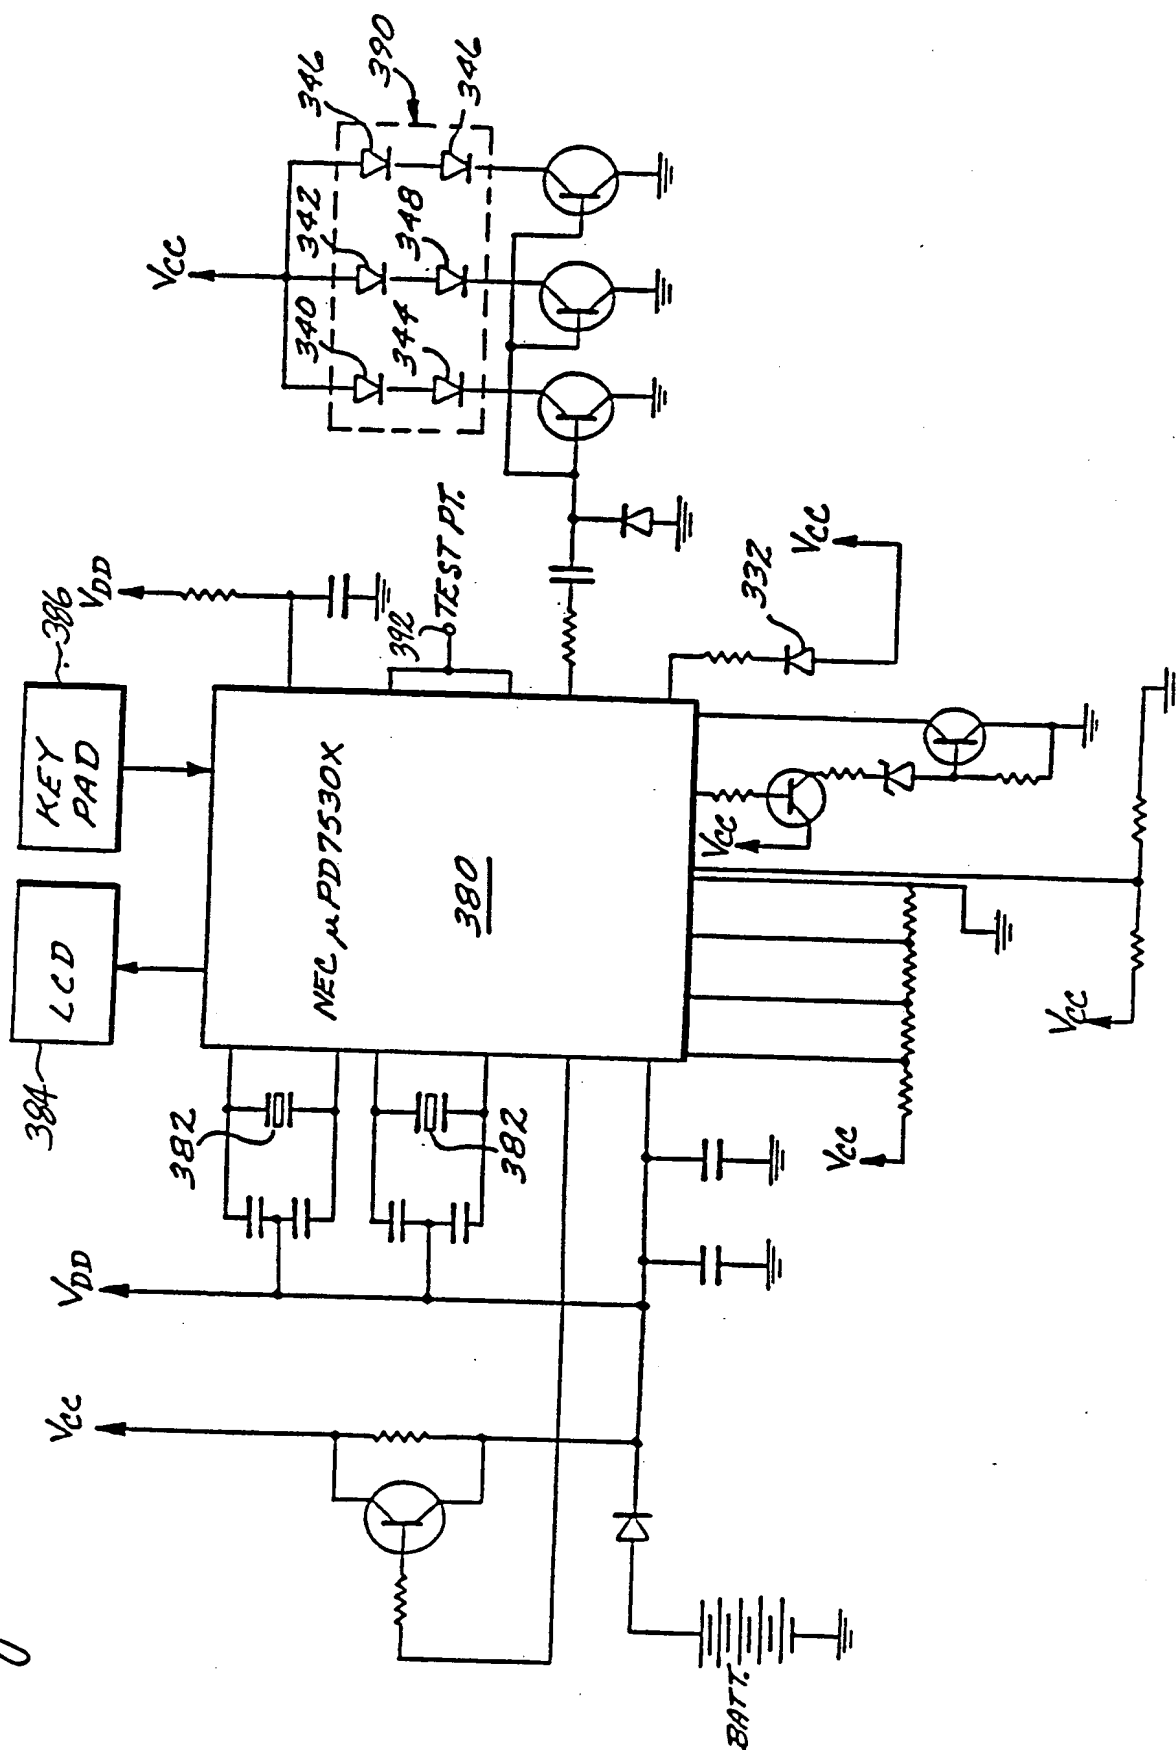 384
LCD
KEY
PAD
386
VDD
VCC
346
390
342
346
340
348
344
392
TEST PT.
382
382
NEC µPD7530X
380
332
VCC
VCC
VCC
VCC
VDD
VCC
BATT.